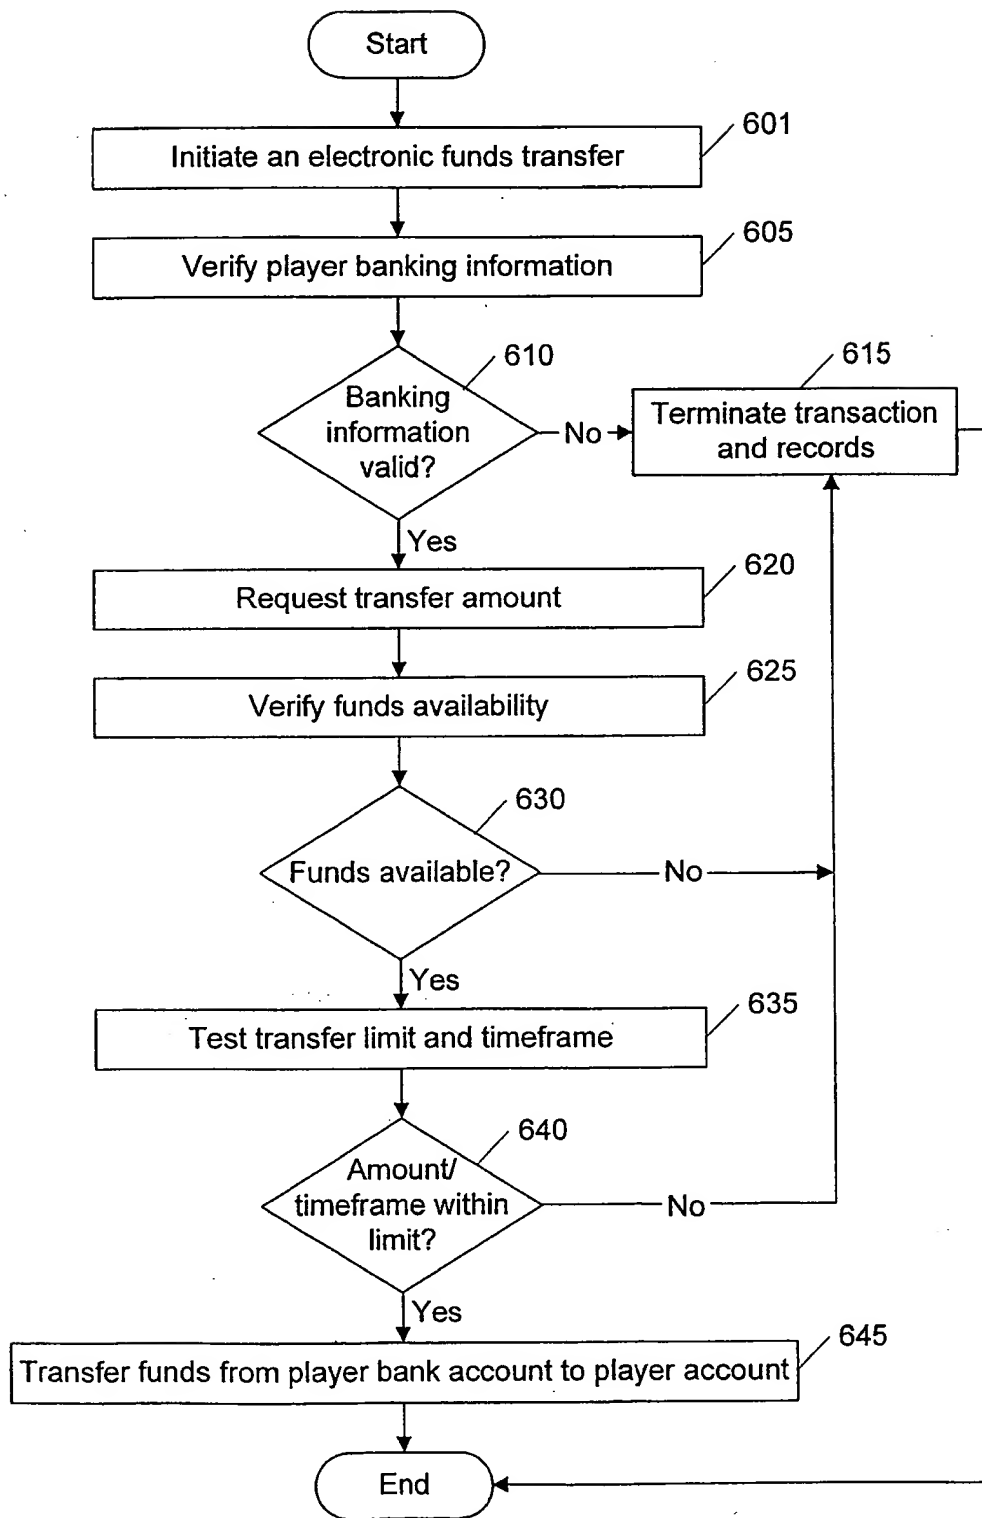 Start
601
Initiate an electronic funds transfer
605
Verify player banking information
610
Banking
information
valid?
No
615
Terminate transaction
and records
Yes
620
Request transfer amount
625
Verify funds availability
630
Funds available?
No
Yes
635
Test transfer limit and timeframe
640
Amount/
timeframe within
limit?
No
Yes
645
Transfer funds from player bank account to player account
End